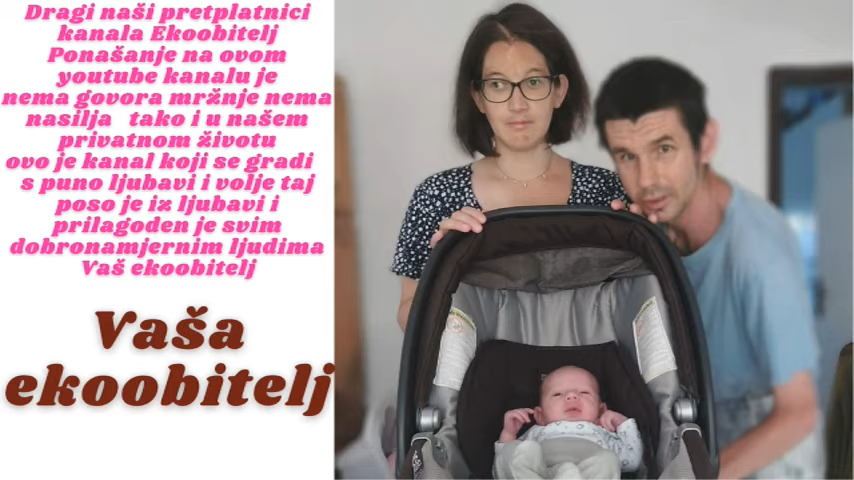 Dragi naši pretplatnici
kanala Ekoobitelj
Ponašanje na ovom
youtube kanalu je
nema govora mržnje nema
nasilja tako i u našem
privatnom životu
ovo je kanal koji se gradi
s puno ljubavi i volje taj
poso je iz ljubavi i
prilagođen je svim
dobronamjernim ljudima
Vaš ekoobitelj
Vaša
ekoobitelj